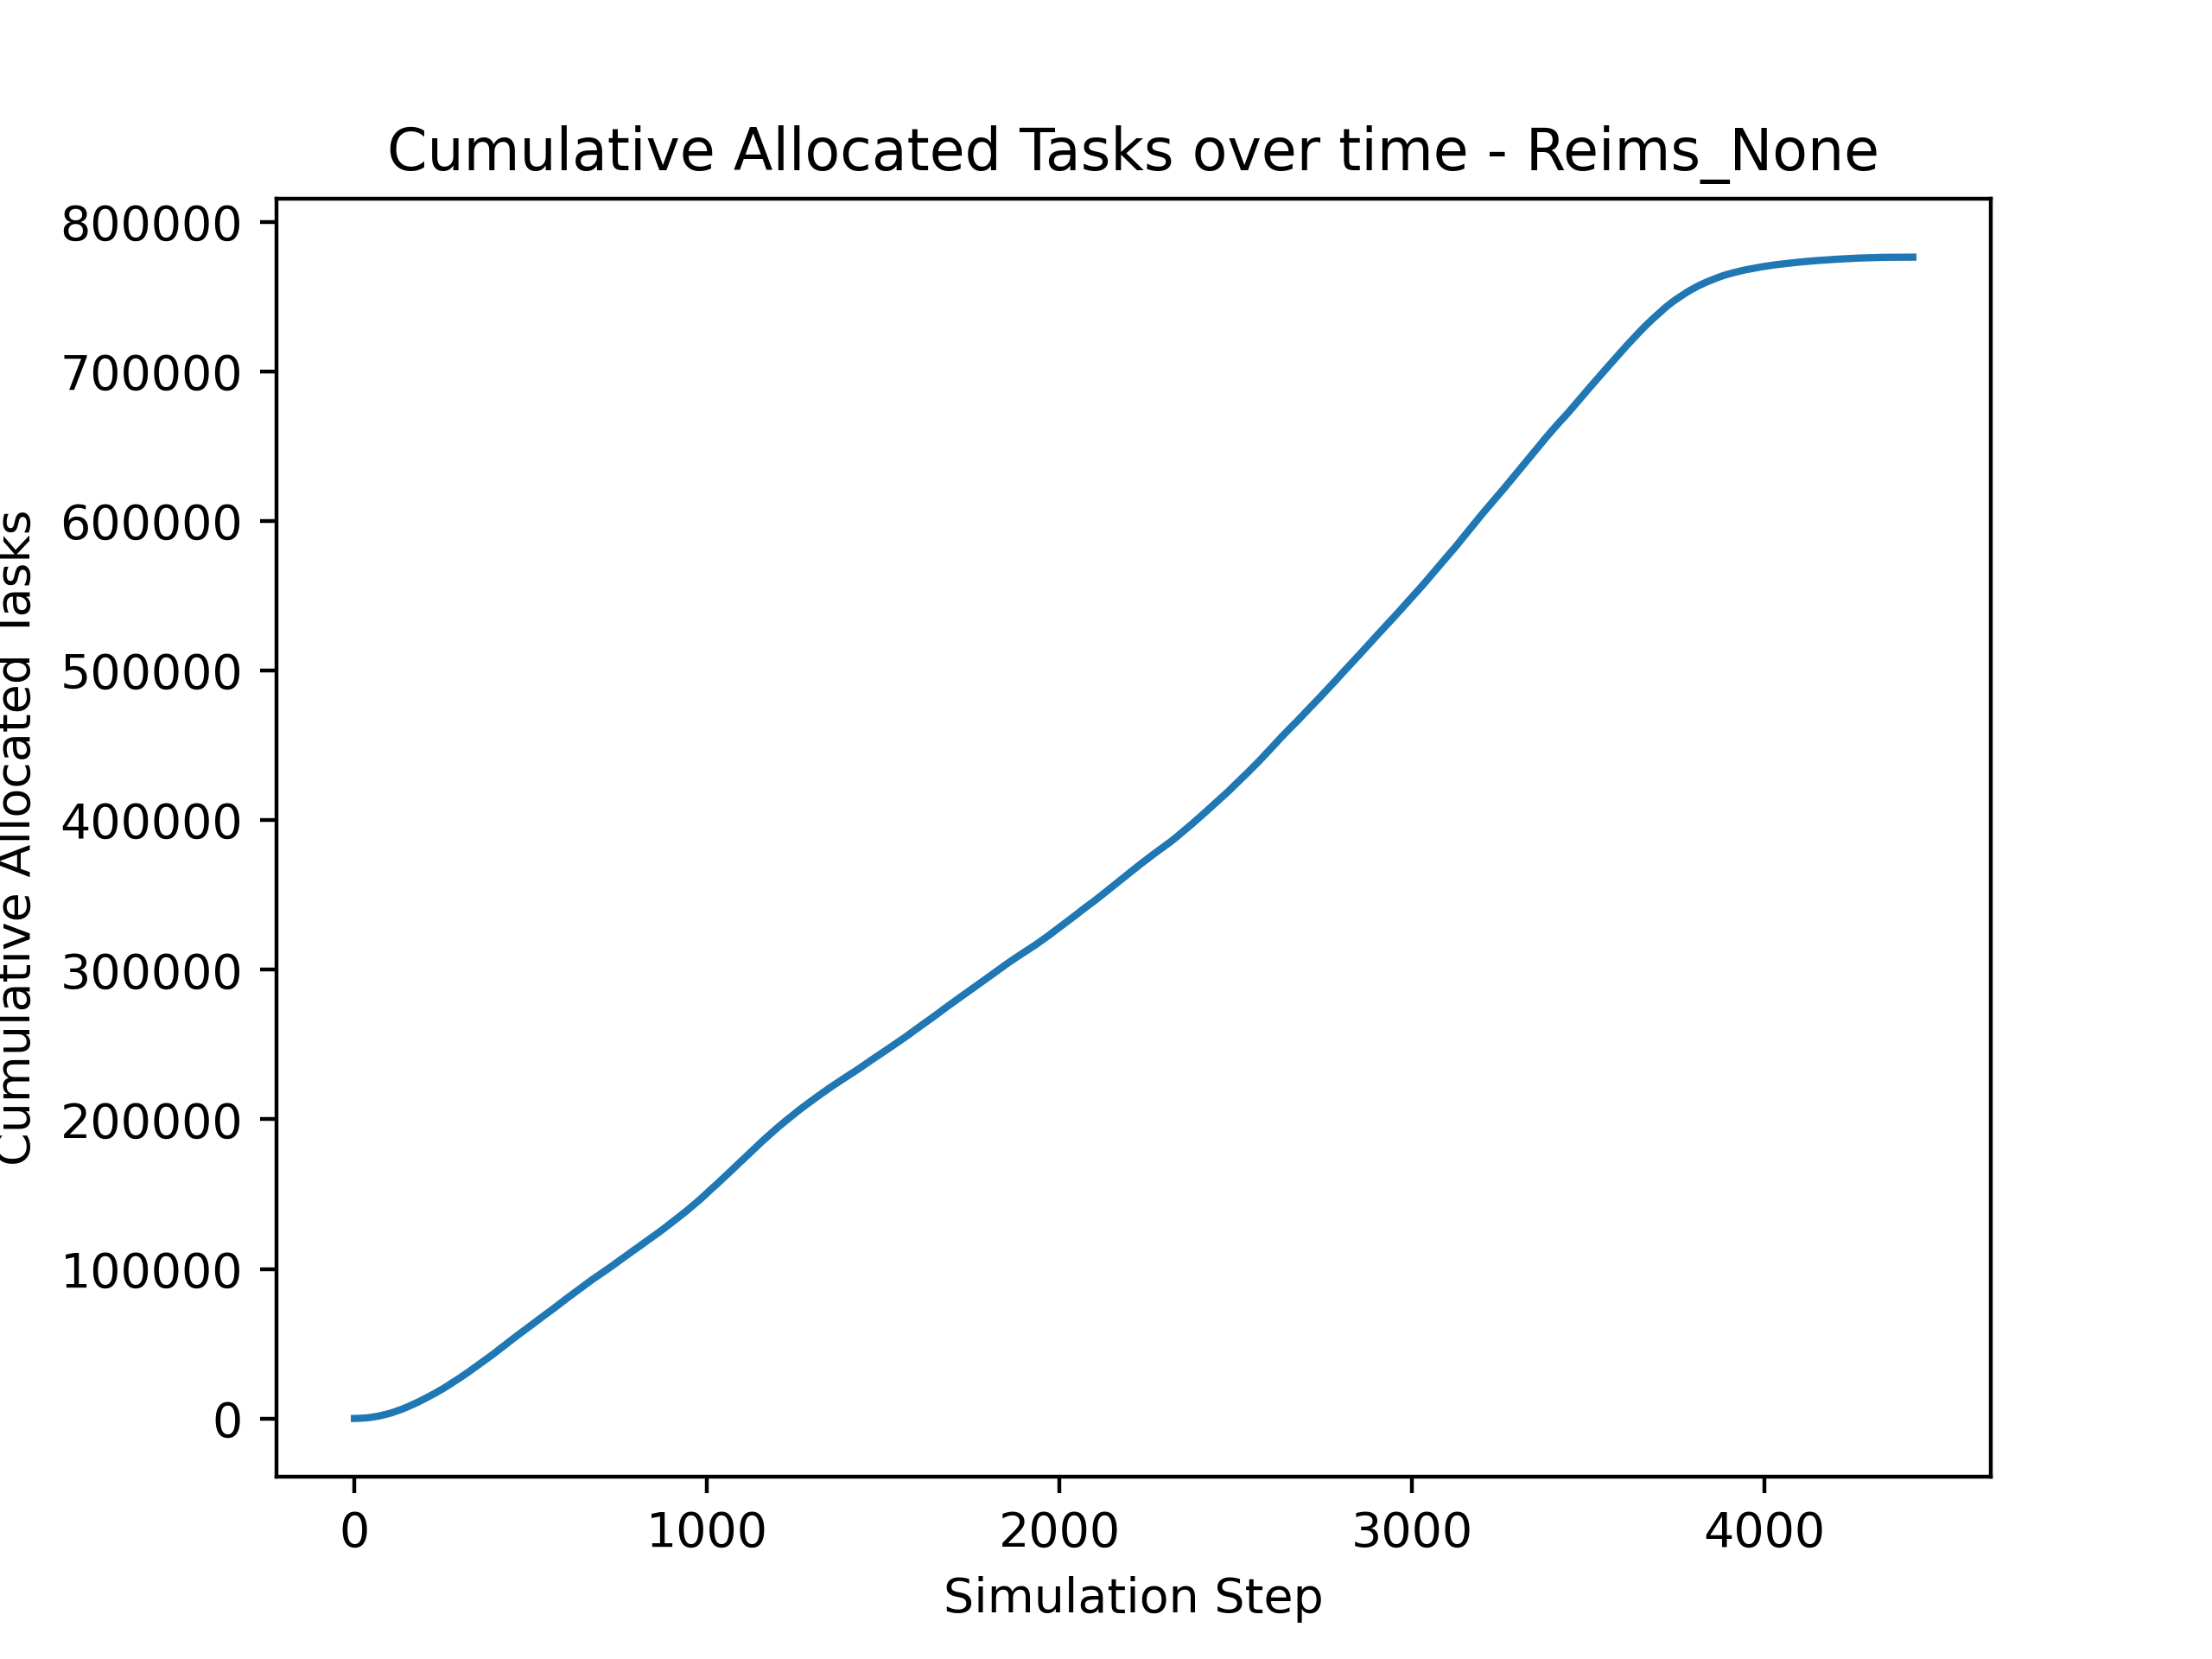 Cumulative Allocated Tasks over time - Reims_None
800000
700000
600000
500000
400000
300000
200000
100000
0
Cumulative Allocated Tasks
0 1000 2000 3000 4000
Simulation Step